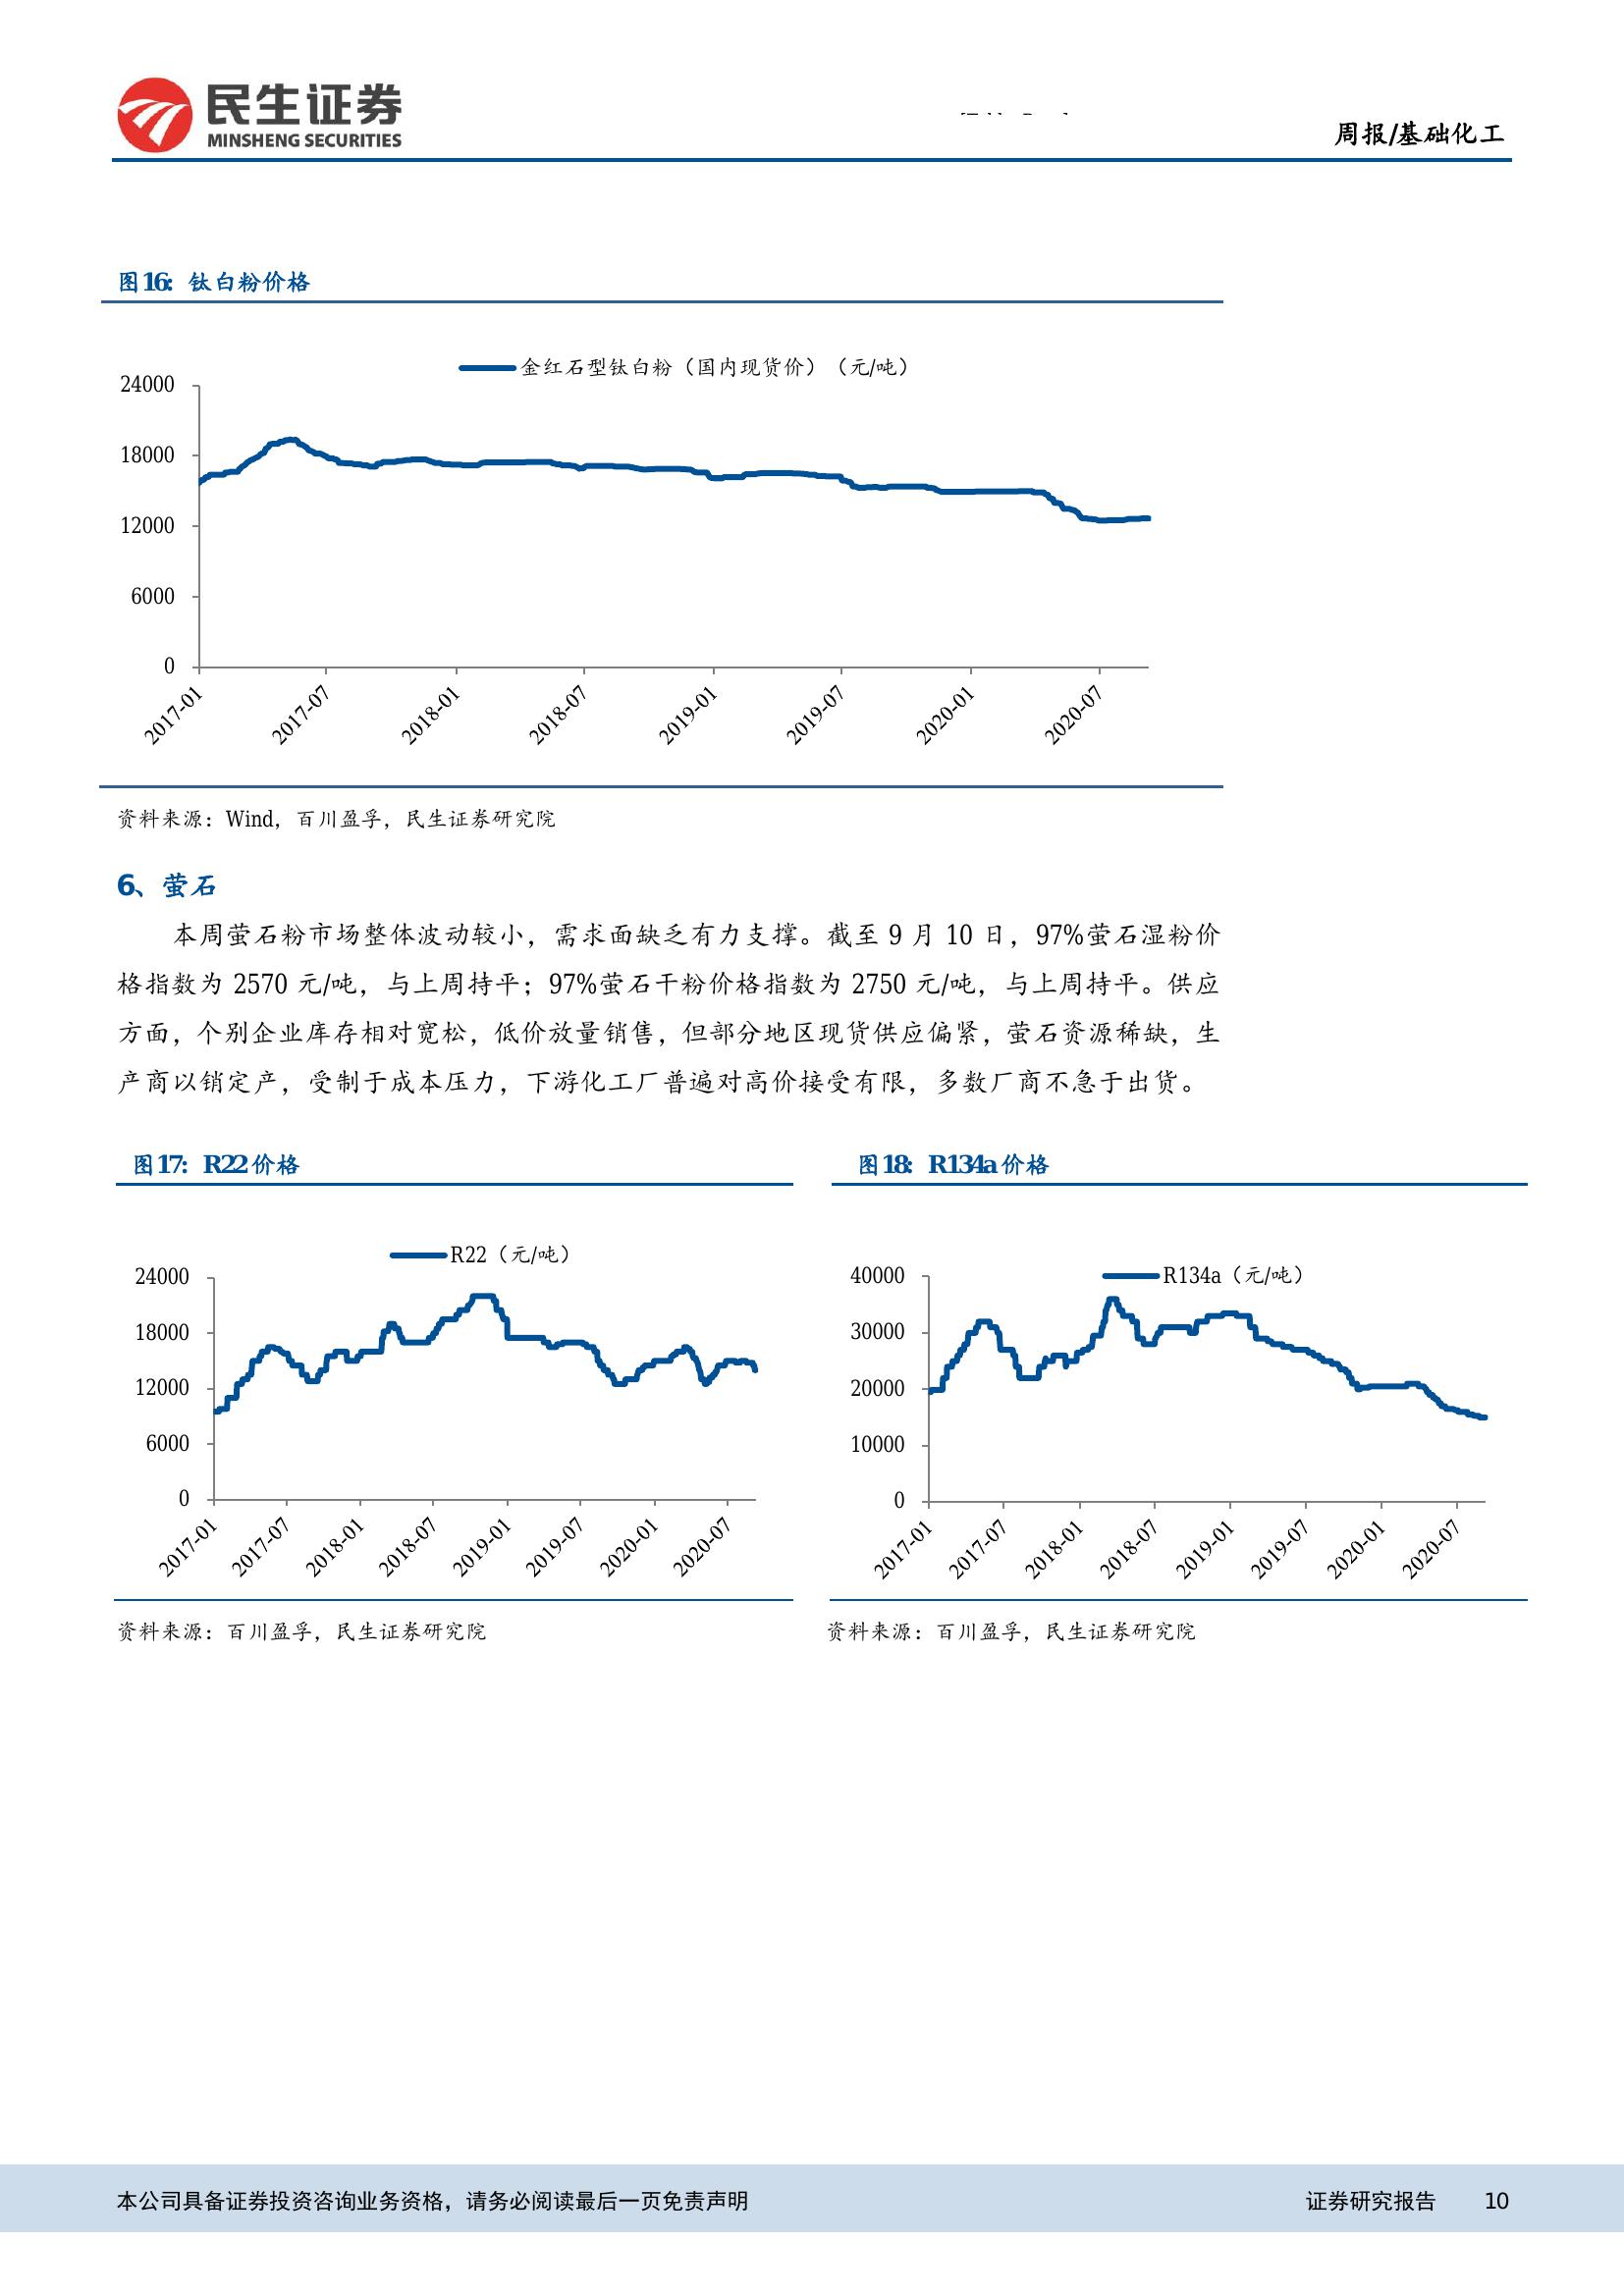 民生证券
MINSHENG SECURITIES
周报/基础化工
图16: 钛白粉价格
金红石型钛白粉（国内现货价）（元/吨）
24000
18000
12000
6000
0
2017-01
2017-07
2018-01
2018-07
2019-01
2019-07
2020-01
2020-07
资料来源：Wind，百川盈孚，民生证券研究院
6、萤石
本周萤石粉市场整体波动较小，需求面缺乏有力支撑。截至 9 月 10 日，97%萤石湿粉价
格指数为 2570 元/吨，与上周持平；97%萤石干粉价格指数为 2750 元/吨，与上周持平。供应
方面，个别企业库存相对宽松，低价放量销售，但部分地区现货供应偏紧，萤石资源稀缺，生
产商以销定产，受制于成本压力，下游化工厂普遍对高价接受有限，多数厂商不急于出货。
图17: R22价格
R22（元/吨）
24000
18000
12000
6000
0
2017-01
2017-07
2018-01
2018-07
2019-01
2019-07
2020-01
2020-07
资料来源：百川盈孚，民生证券研究院
图18: R134a价格
R134a（元/吨）
40000
30000
20000
10000
0
2017-01
2017-07
2018-01
2018-07
2019-01
2019-07
2020-01
2020-07
资料来源：百川盈孚，民生证券研究院
本公司具备证券投资咨询业务资格，请务必阅读最后一页免责声明
证券研究报告 10